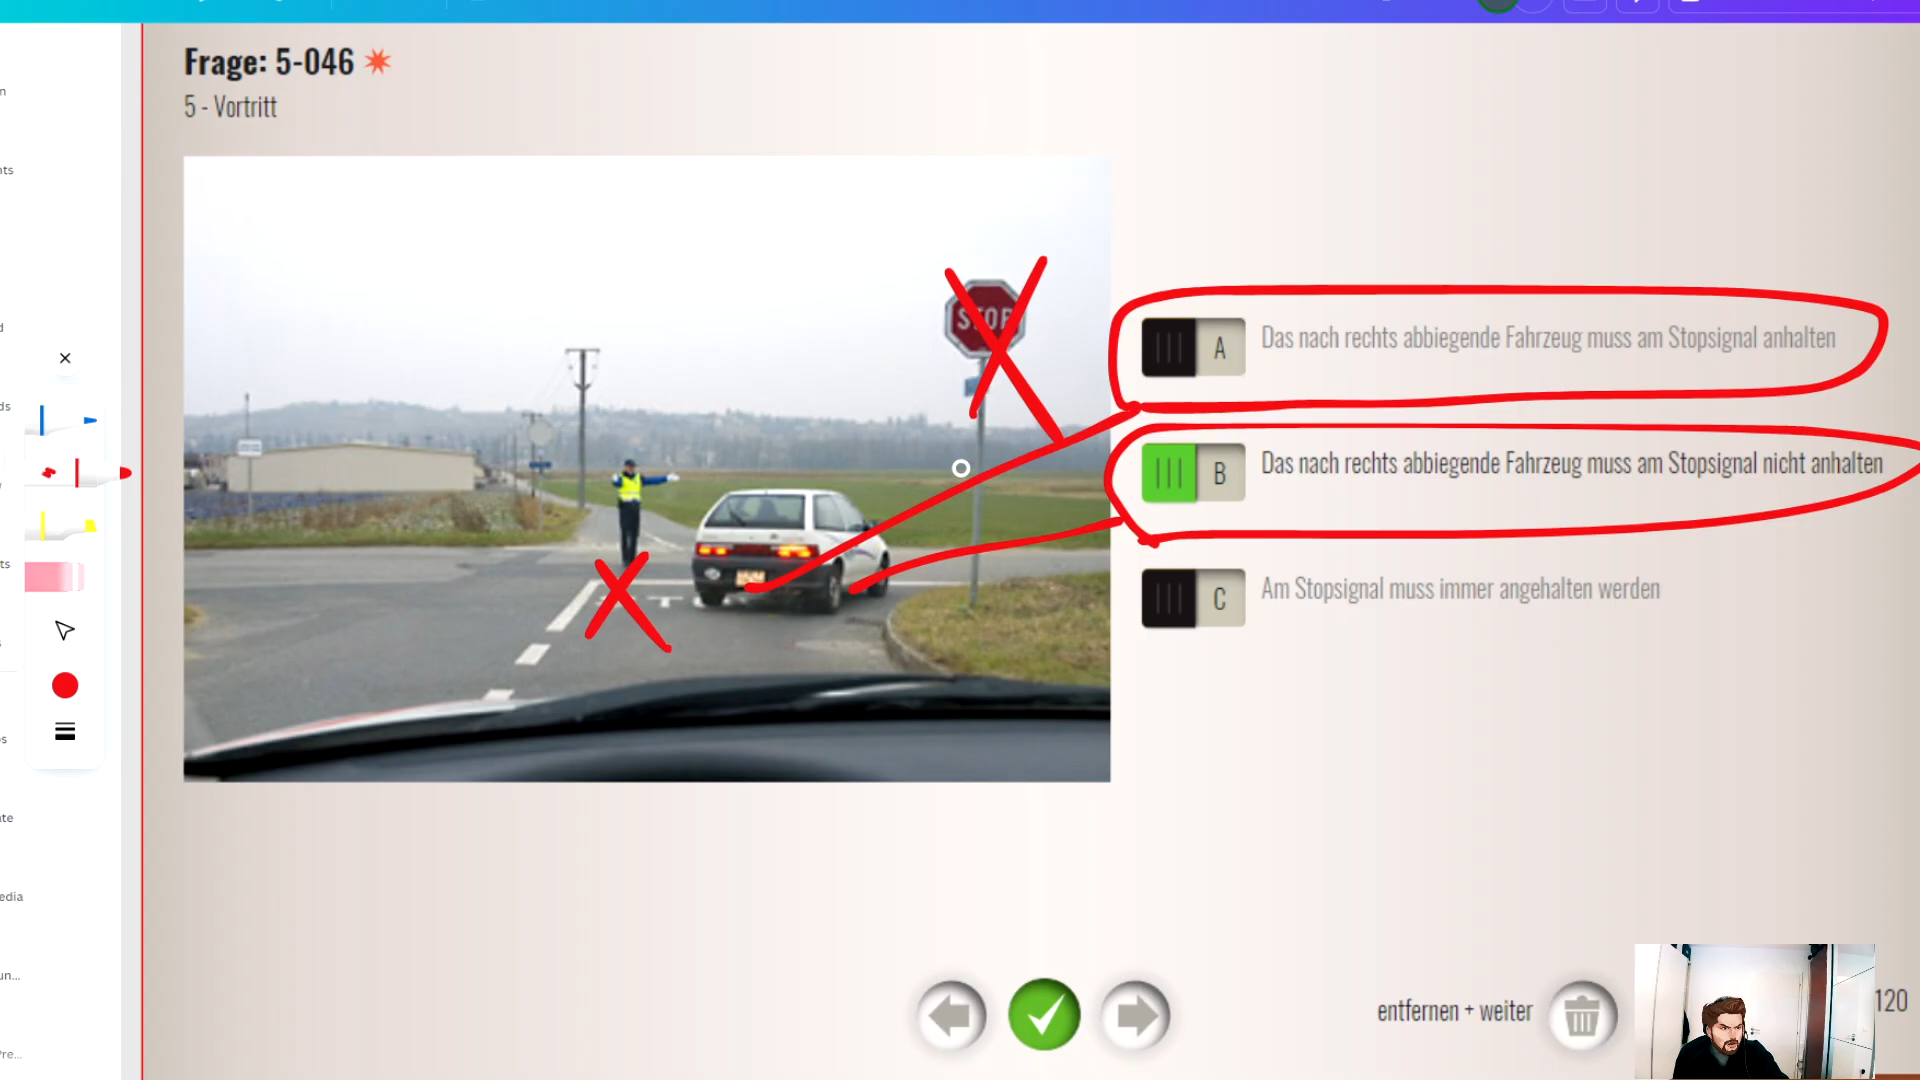 Frage: 5-046
5 - Vortritt
STOP
A Das nach rechts abbiegende Fahrzeug muss am Stopsignal anhalten
B Das nach rechts abbiegende Fahrzeug muss am Stopsignal nicht anhalten
C Am Stopsignal muss immer angehalten werden
entfernen + weiter
120